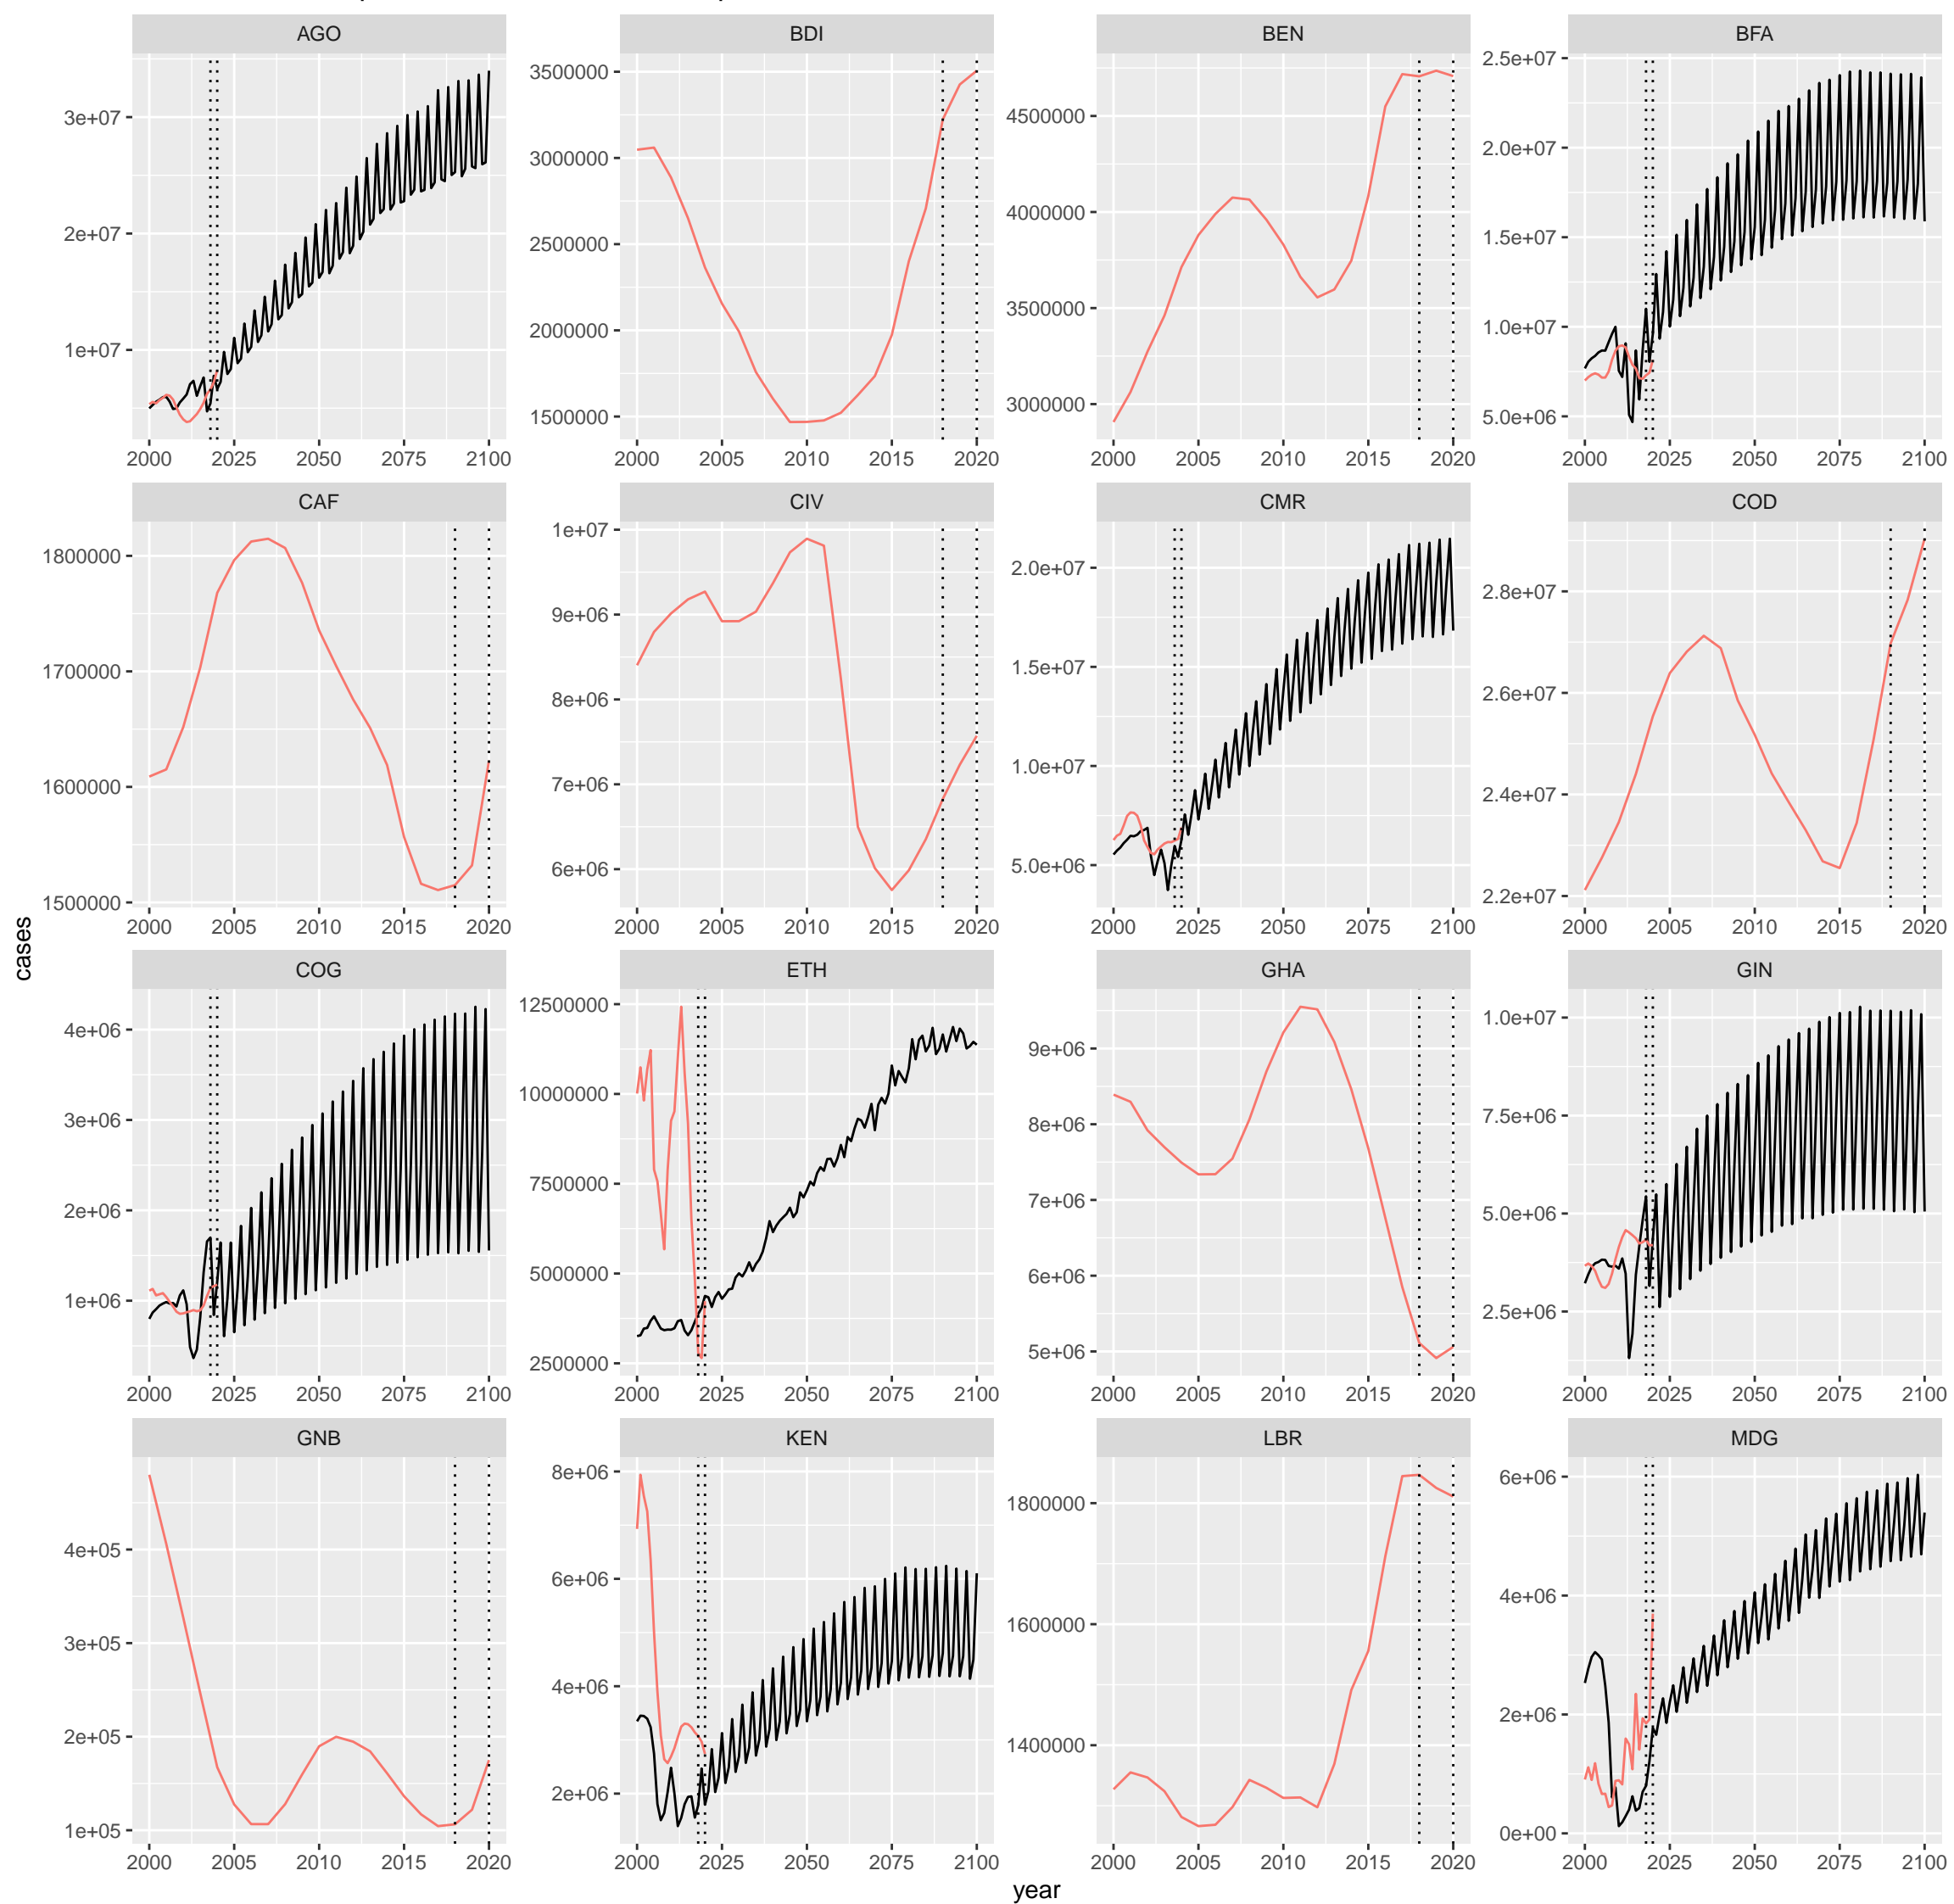 AGO BDI BEN BFA
3e+07 2e+07 1e+07
2000 2025 2050 2075 2100
3500000 3000000 2500000 2000000 1500000
2000 2005 2010 2015 2020
4500000 4000000 3500000 3000000
2000 2005 2010 2015 2020
2.5e+07 2.0e+07 1.5e+07 1.0e+07 5.0e+06
2000 2025 2050 2075 2100
CAF CIV CMR COD
1800000 1700000 1600000 1500000
2000 2005 2010 2015 2020
1e+07 9e+06 8e+06 7e+06 6e+06
2000 2005 2010 2015 2020
2.0e+07 1.5e+07 1.0e+07 5.0e+06
2000 2025 2050 2075 2100
2.8e+07 2.6e+07 2.4e+07 2.2e+07
2000 2005 2010 2015 2020
cases
COG ETH GHA GIN
4e+06 3e+06 2e+06 1e+06
2000 2025 2050 2075 2100
12500000 10000000 7500000 5000000 2500000
2000 2025 2050 2075 2100
9e+06 8e+06 7e+06 6e+06 5e+06
2000 2005 2010 2015 2020
1.0e+07 7.5e+06 5.0e+06 2.5e+06
2000 2025 2050 2075 2100
GNB KEN LBR MDG
4e+05 3e+05 2e+05 1e+05
2000 2005 2010 2015 2020
8e+06 6e+06 4e+06 2e+06
2000 2025 2050 2075 2100
1800000 1600000 1400000
2000 2005 2010 2015 2020
6e+06 4e+06 2e+06 0e+00
2000 2025 2050 2075 2100
year